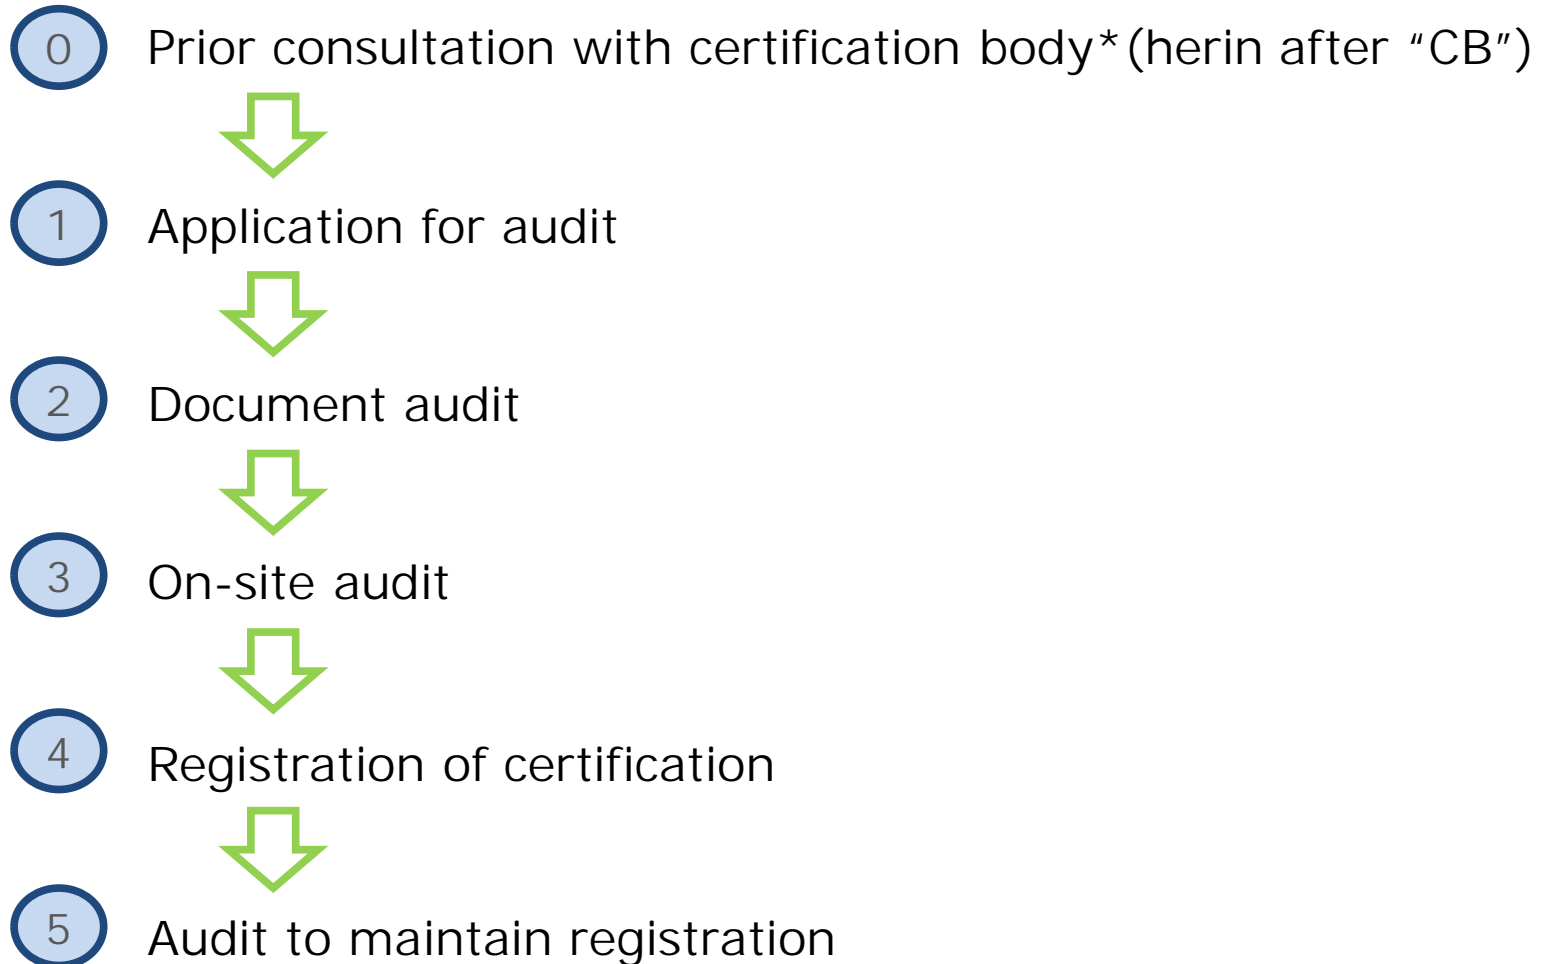 0 Prior consultation with certification body*(herin after “CB”)
1 Application for audit
2 Document audit
3 On-site audit
4 Registration of certification
5 Audit to maintain registration